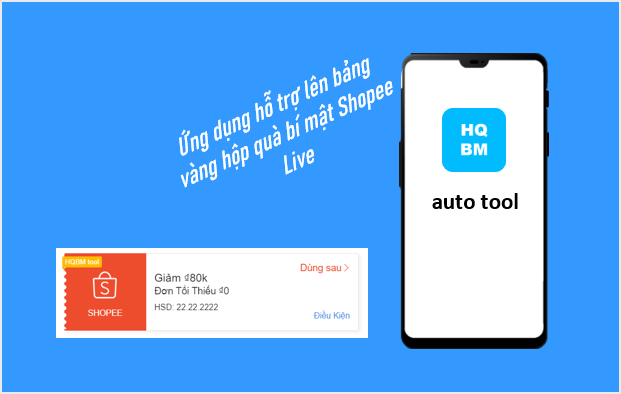 Ứng dụng hỗ trợ lên bảng
vàng hộp quà bí mật Shopee
Live
HQ
BM
auto tool
HQBM tool
S
SHOPEE
Giảm ₫80k
Đơn Tối Thiểu ₫0
HSD: 22.22.2222
Dùng sau >
Điều Kiện